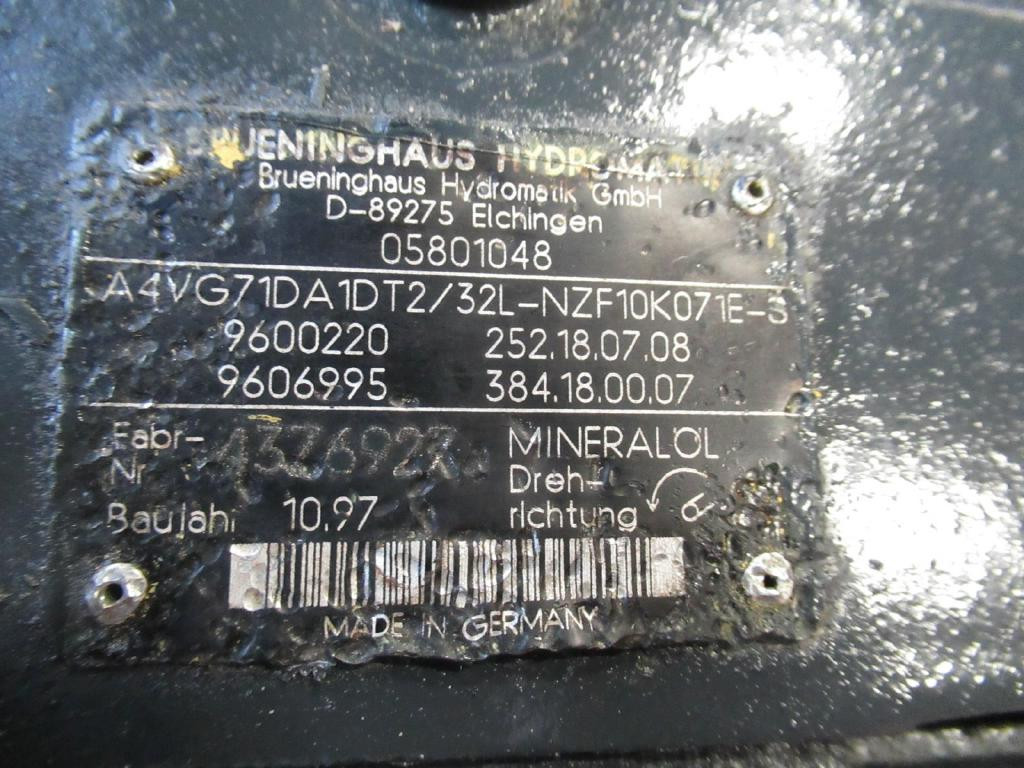 BRUENINGHAUS HYDROMATIK
Brueninghaus Hydromatik GmbH
D-89275 Elchingen
05801048
A4VG71DA1DT2/32L-NZF10K071E-S
9600220 252.18.07.08
9606995 384.18.00.07
Fabr-
Nr
MINERALÖL
Dreh-
richtung
Baujahr 10.97
MADE IN GERMANY